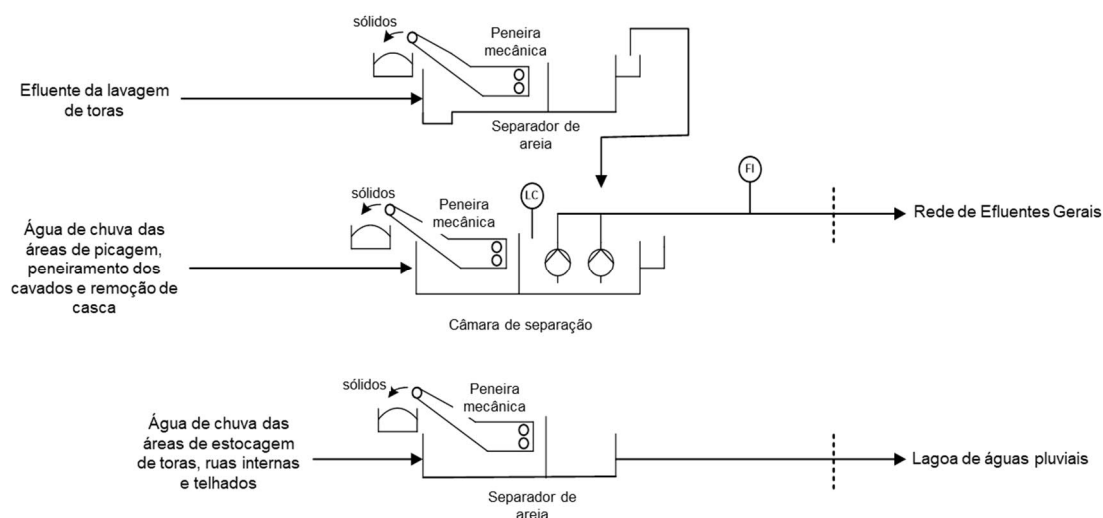 sólidos
Peneira
mecânica
Efluente da lavagem
de toras
Separador de
areia
sólidos
Peneira
mecânica
LC
FI
Água de chuva das
áreas de picagem,
peneiramento dos
cavados e remoção de
casca
Rede de Efluentes Gerais
Câmara de separação
sólidos
Peneira
mecânica
Água de chuva das
áreas de estocagem
de toras, ruas internas
e telhados
Lagoa de águas pluviais
Separador de
areia